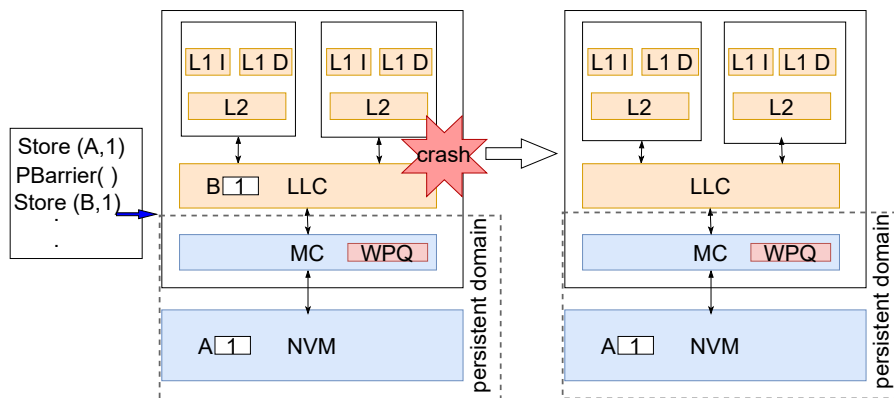 Store (A,1)
PBarrier( )
Store (B,1)
.
.
L1 I
L1 D
L2
L1 I
L1 D
L2
crash
B 1 LLC
MC
WPQ
A 1 NVM
persistent domain
L1 I
L1 D
L2
L1 I
L1 D
L2
LLC
MC
WPQ
A 1 NVM
persistent domain